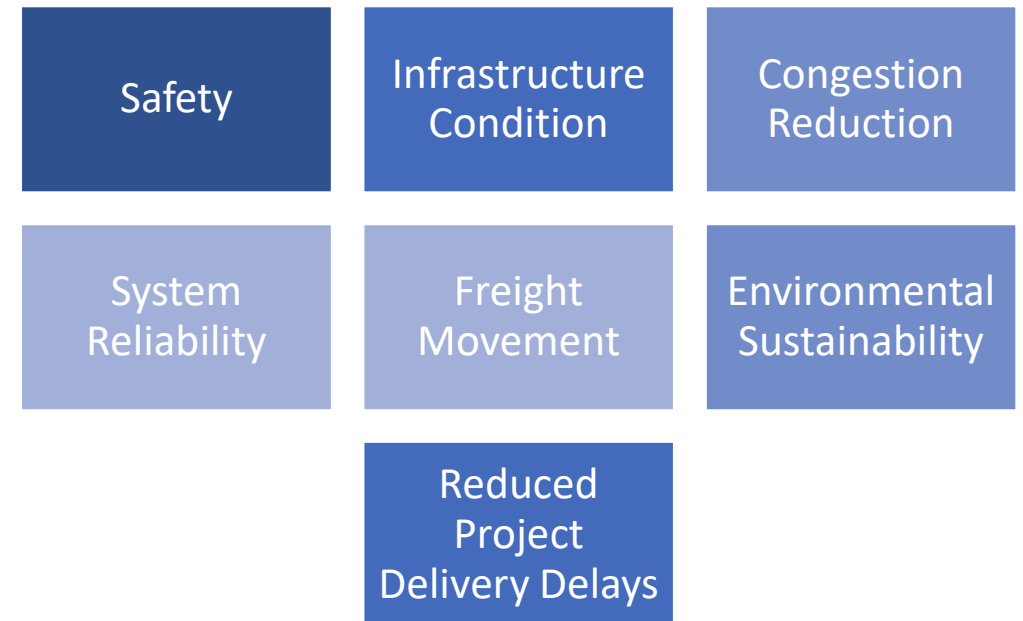 Safety
Infrastructure
Condition
Congestion
Reduction
System
Reliability
Freight
Movement
Environmental
Sustainability
Reduced
Project
Delivery Delays